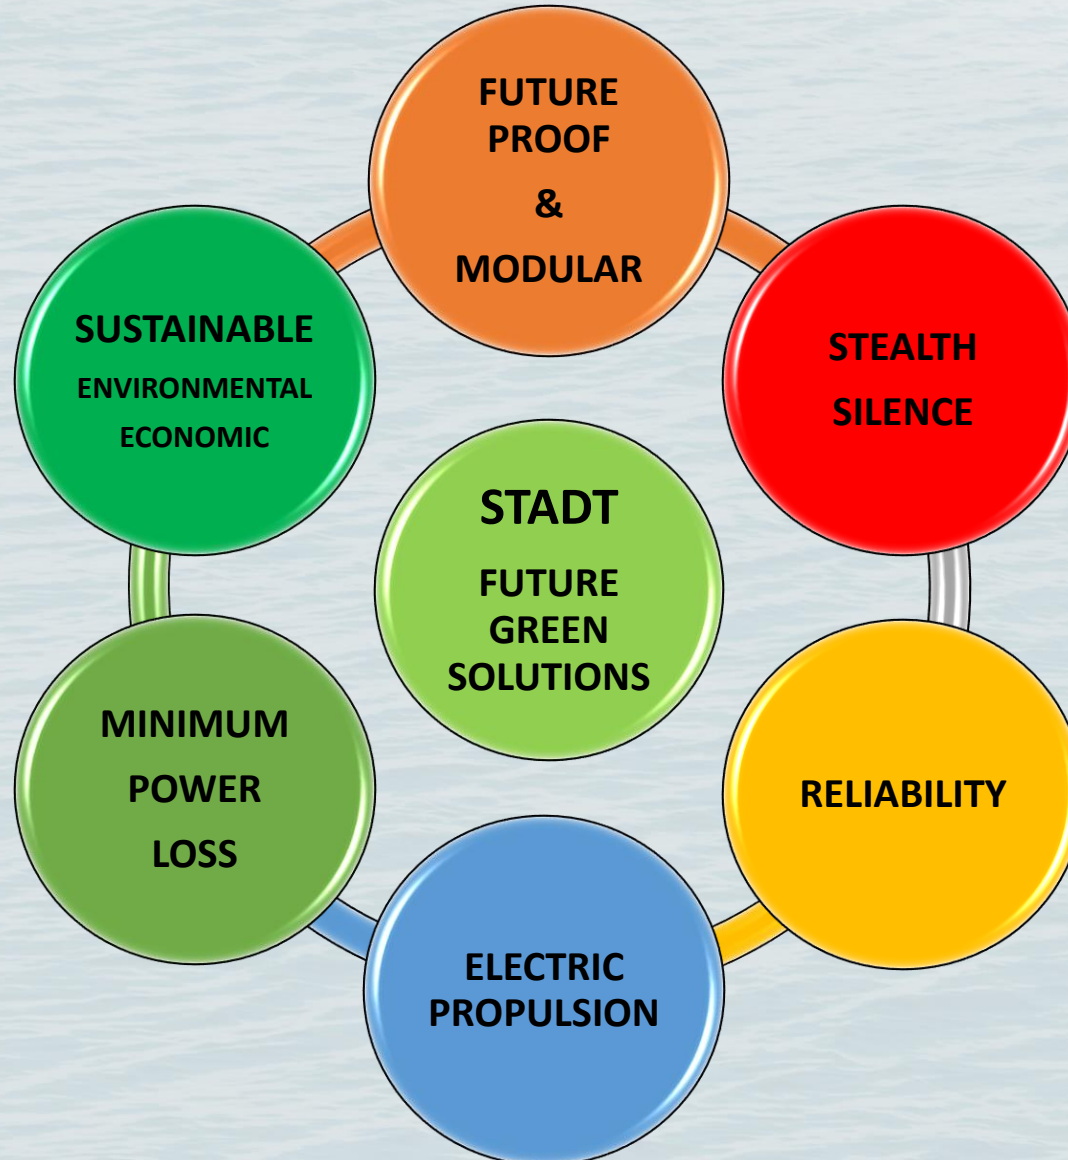 FUTURE
PROOF
&
MODULAR
STEALTH
SILENCE
RELIABILITY
ELECTRIC
PROPULSION
MINIMUM
POWER
LOSS
SUSTAINABLE
ENVIRONMENTAL
ECONOMIC
STADT
FUTURE
GREEN
SOLUTIONS